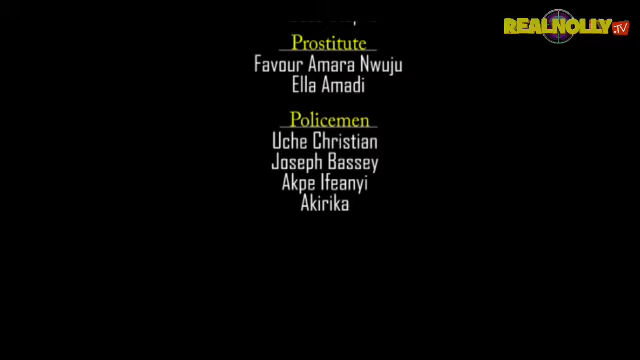 REALNOLLY.TV
Prostitute
Favour Amara Nwuju
Ella Amadi
Policemen
Uche Christian
Joseph Bassey
Akpe Ifeanyi
Akirika